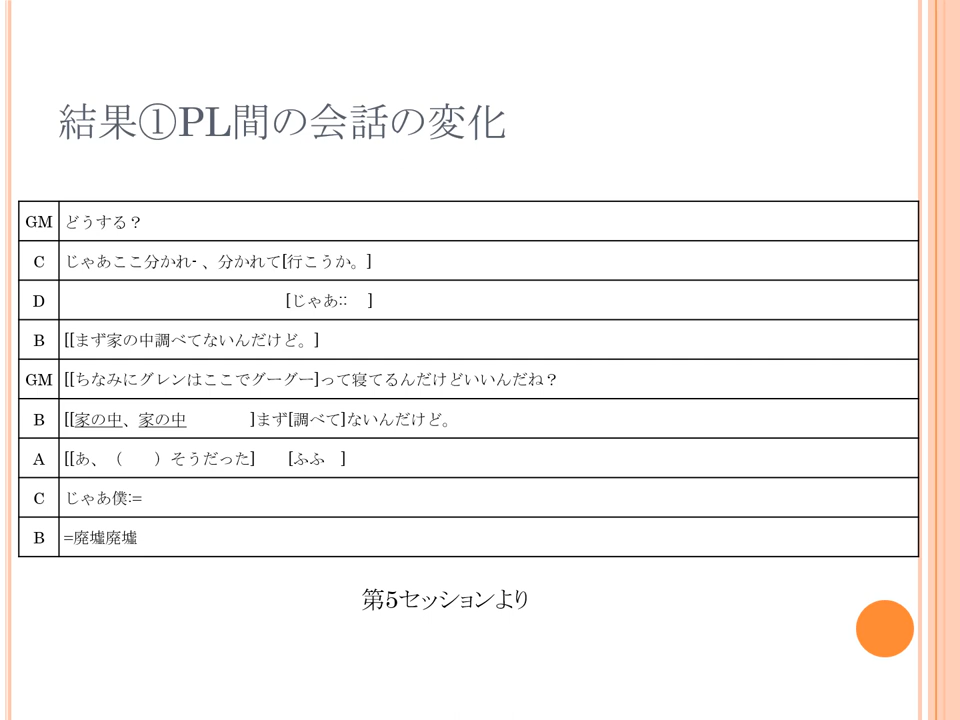 結果①PL間の会話の変化
GM どうする？
C じゃあここ分かれ- 、分かれて[行こうか。]
D [じゃあ:: ]
B [[まず家の中調べてないんだけど。]
GM [[ちなみにグレンはここでグーグー]って寝てるんだけどいいんだね？
B [[家の中、家の中 ]まず[調べて]ないんだけど。
A [[あ、（ ）そうだった] [ふふ ]
C じゃあ僕:=
B =廃墟廃墟
第5セッションより